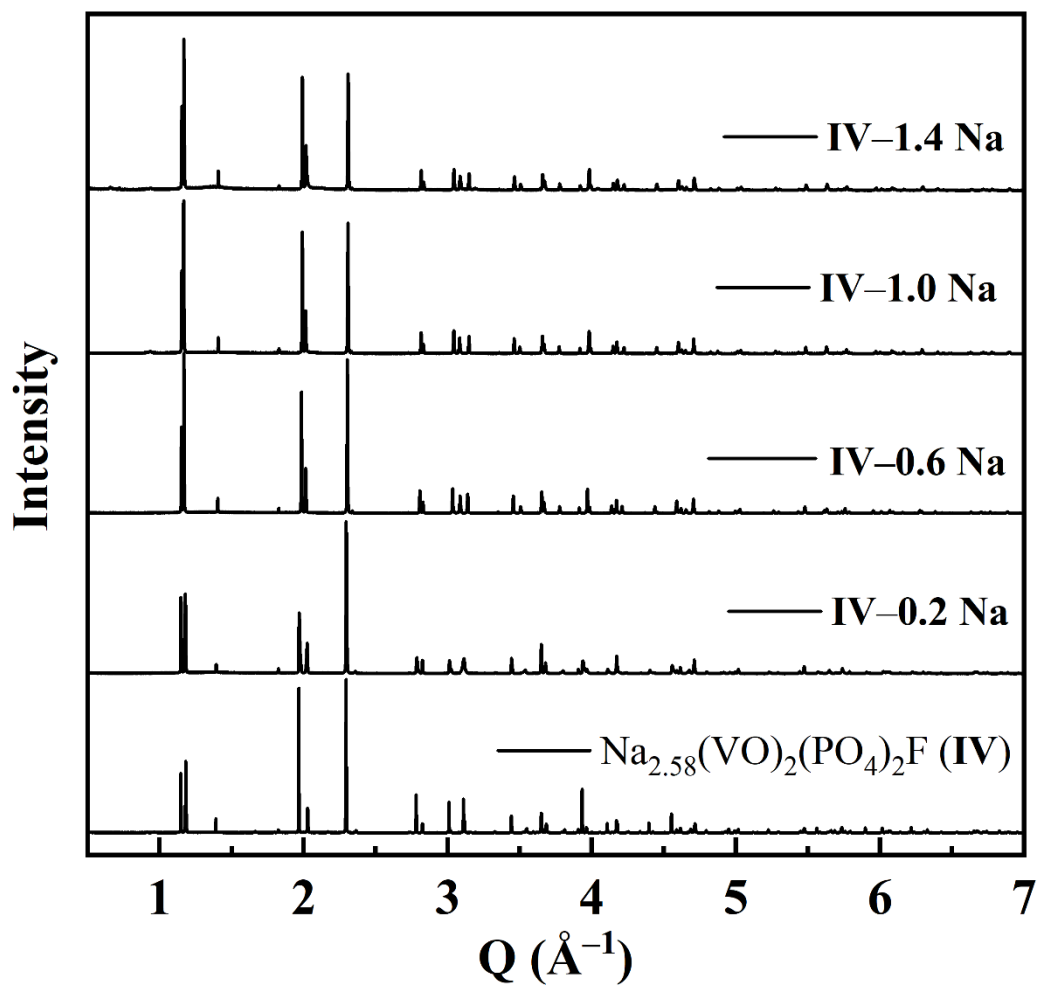 IV–1.4 Na
IV–1.0 Na
IV–0.6 Na
IV–0.2 Na
Na2.58(VO)2(PO4)2F (IV)
Intensity
1 2 3 4 5 6 7
Q (Å–1)